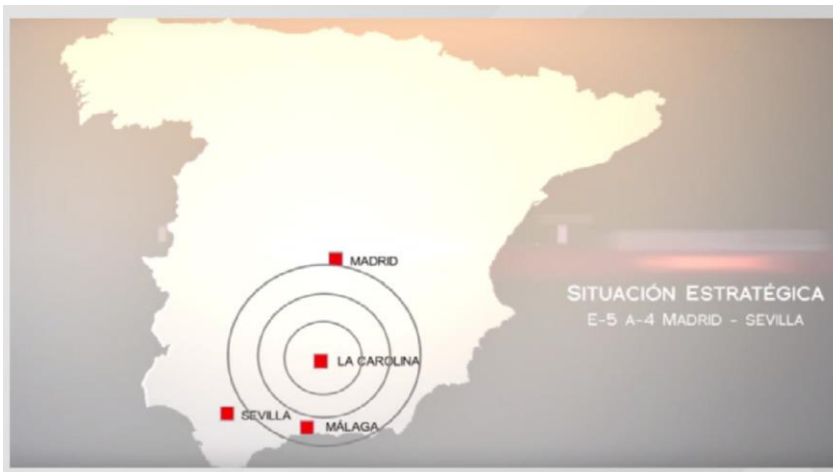 MADRID
SITUACIÓN ESTRATÉGICA
E-5 A-4 MADRID - SEVILLA
LA CAROLINA
SEVILLA
MÁLAGA